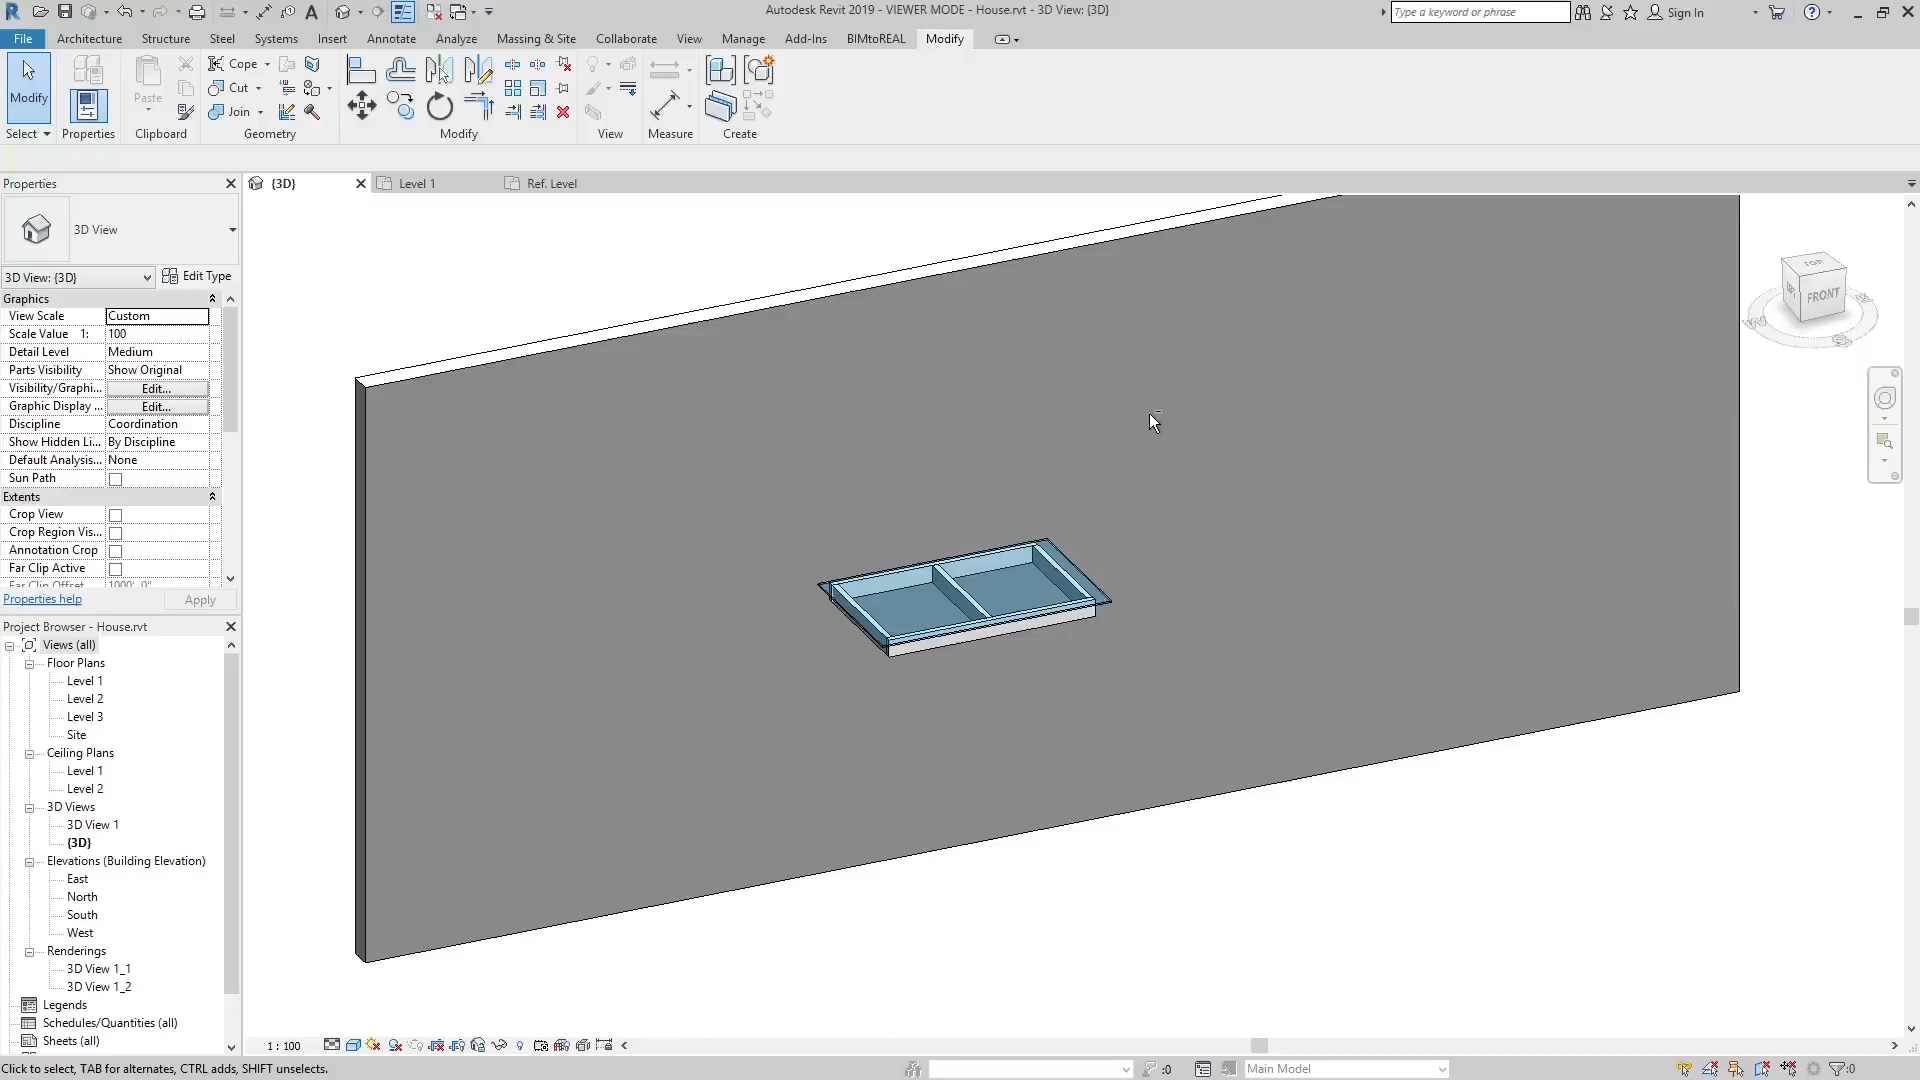 Autodesk Revit 2019 - VIEWER MODE - House.rvt - 3D View: {3D}
Type a keyword or phrase
Sign In
File Architecture Structure Steel Systems Insert Annotate Analyze Massing & Site Collaborate View Manage Add-Ins BIMtoREAL Modify
Modify
Paste
Cope
Cut
Join
Select Properties Clipboard Geometry Modify View Measure Create
Properties
{3D}
Level 1
Ref. Level
3D View
3D View: {3D}
Edit Type
Graphics
View Scale Custom
Scale Value 1: 100
Detail Level Medium
Parts Visibility Show Original
Visibility/Graphi... Edit...
Graphic Display ... Edit...
Discipline Coordination
Show Hidden Li... By Discipline
Default Analysis... None
Sun Path
Extents
Crop View
Crop Region Vis...
Annotation Crop
Far Clip Active
Far Clip Offset 1000' 0"
Properties help
Apply
Project Browser - House.rvt
Views (all)
Floor Plans
Level 1
Level 2
Level 3
Site
Ceiling Plans
Level 1
Level 2
3D Views
3D View 1
{3D}
Elevations (Building Elevation)
East
North
South
West
Renderings
3D View 1_1
3D View 1_2
Legends
Schedules/Quantities (all)
Sheets (all)
TOP
FRONT
1 : 100
Click to select, TAB for alternates, CTRL adds, SHIFT unselects.
:0
Main Model
:0